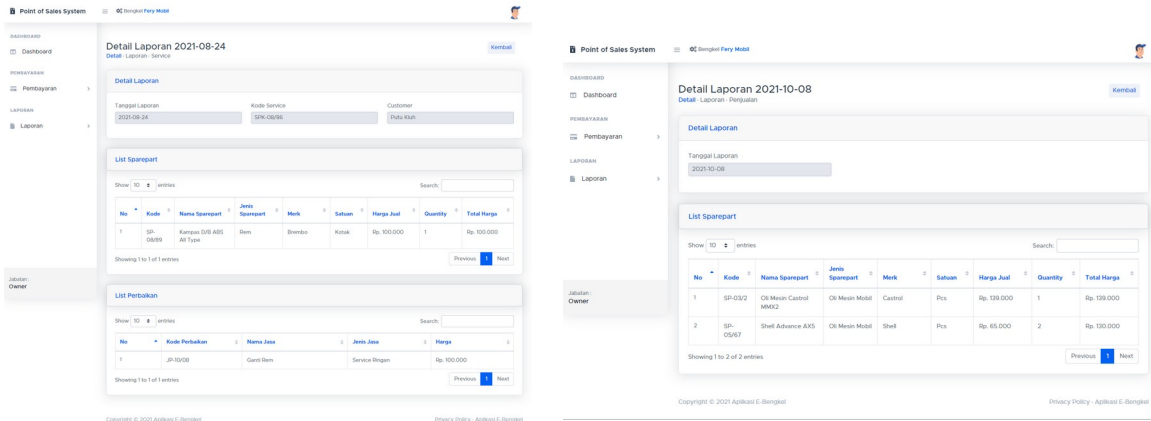 Point of Sales System
Bengkel Fery Mobil
DASHBOARD
Dashboard
PEMBAYARAN
Pembayaran
LAPORAN
Laporan
Jabatan :
Owner
Detail Laporan 2021-08-24
Kembali
Detail · Laporan · Service
Detail Laporan
Tanggal Laporan Kode Service Customer
2021-08-24 SPK-08/86 Putu Kluh
List Sparepart
Show 10 entries Search:
No Kode Nama Sparepart Jenis Sparepart Merk Satuan Harga Jual Quantity Total Harga
1 SP-08/89 Kampas D/B ABS All Type Rem Brembo Kotak Rp. 100.000 1 Rp. 100.000
Showing 1 to 1 of 1 entries Previous 1 Next
List Perbaikan
Show 10 entries Search:
No Kode Perbaikan Nama Jasa Jenis Jasa Harga
1 JP-10/08 Ganti Rem Service Ringan Rp. 100.000
Showing 1 to 1 of 1 entries Previous 1 Next
Copyright © 2021 Aplikasi E-Bengkel Privacy Policy · Aplikasi E-Bengkel
Point of Sales System
Bengkel Fery Mobil
DASHBOARD
Dashboard
PEMBAYARAN
Pembayaran
LAPORAN
Laporan
Jabatan :
Owner
Detail Laporan 2021-10-08
Kembali
Detail · Laporan · Penjualan
Detail Laporan
Tanggal Laporan
2021-10-08
List Sparepart
Show 10 entries Search:
No Kode Nama Sparepart Jenis Sparepart Merk Satuan Harga Jual Quantity Total Harga
1 SP-03/2 Oli Mesin Castrol MMX2 Oli Mesin Mobil Castrol Pcs Rp. 139.000 1 Rp. 139.000
2 SP-05/67 Shell Advance AX5 Oli Mesin Mobil Shell Pcs Rp. 65.000 2 Rp. 130.000
Showing 1 to 2 of 2 entries Previous 1 Next
Copyright © 2021 Aplikasi E-Bengkel Privacy Policy · Aplikasi E-Bengkel